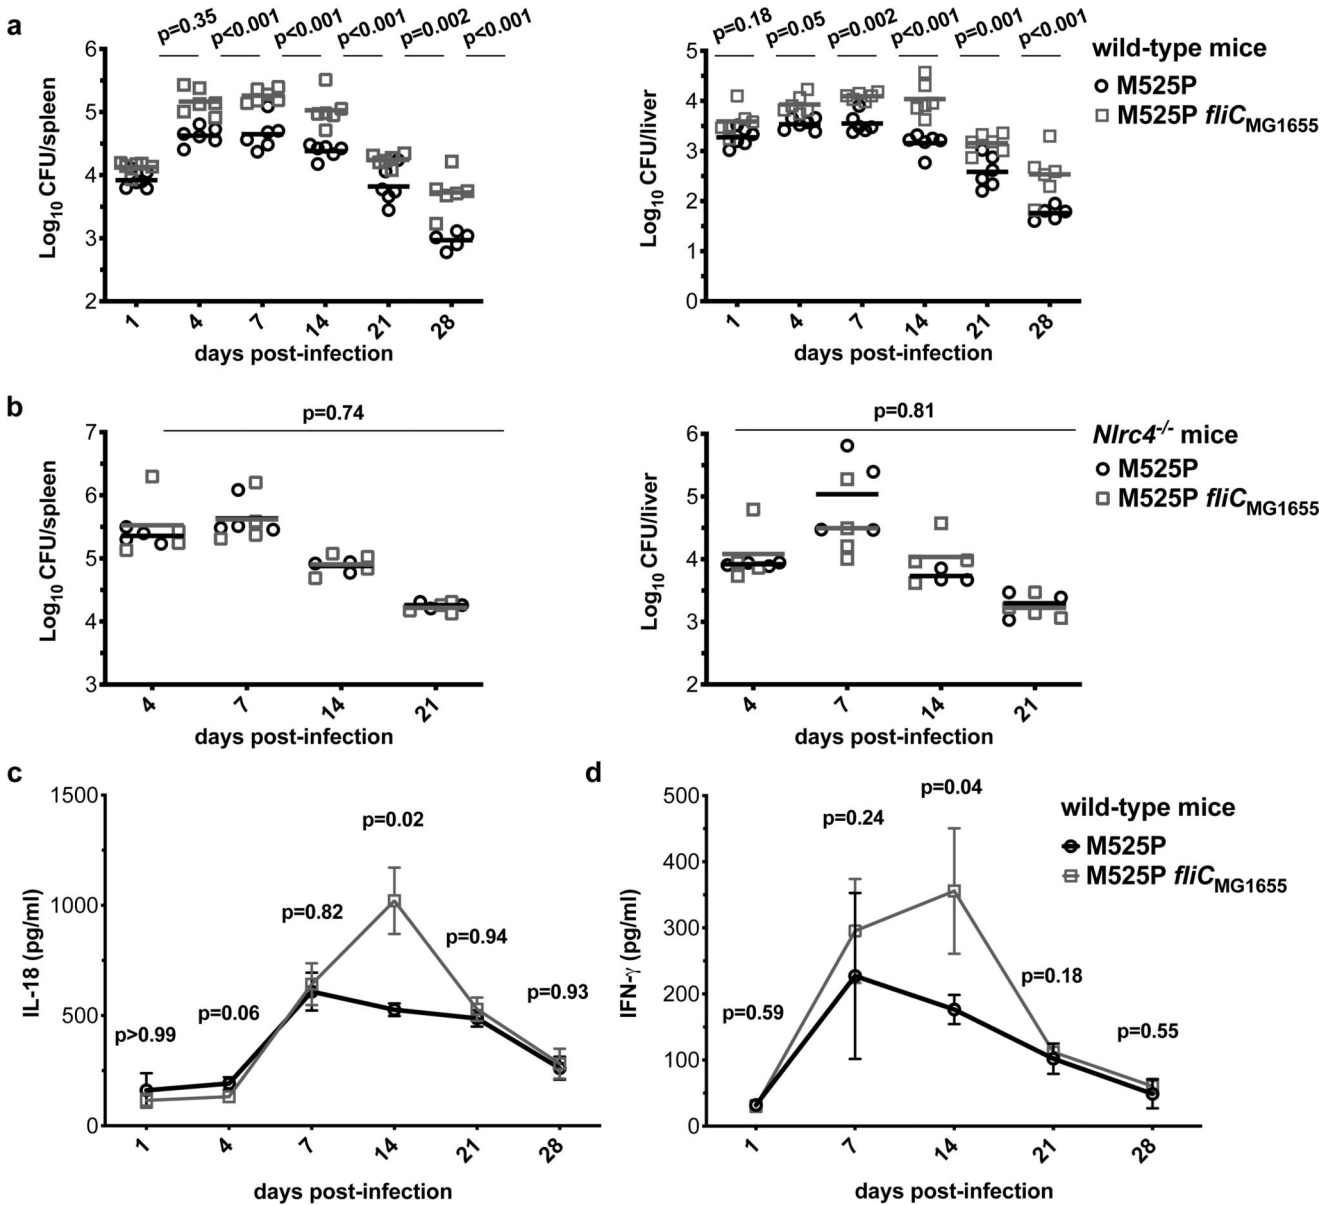 a
p=0.35 p<0.001 p<0.001 p<0.001 p=0.002 p<0.001
Log10 CFU/spleen
6
5
4
3
2
1 4 7 14 21 28
days post-infection
p=0.18 p=0.05 p=0.002 p<0.001 p=0.001 p<0.001
Log10 CFU/liver
5
4
3
2
1
0
1 4 7 14 21 28
days post-infection
wild-type mice
M525P
M525P fliCMG1655
b
p=0.74
Log10 CFU/spleen
7
6
5
4
3
4 7 14 21
days post-infection
p=0.81
Log10 CFU/liver
6
5
4
3
2
4 7 14 21
days post-infection
Nlrc4-/- mice
M525P
M525P fliCMG1655
c
IL-18 (pg/ml)
1500
1000
500
0
p>0.99
p=0.06
p=0.82
p=0.02
p=0.94
p=0.93
1 4 7 14 21 28
days post-infection
d
IFN-γ (pg/ml)
500
400
300
200
100
0
p=0.59
p=0.24
p=0.04
p=0.18
p=0.55
1 7 14 21 28
days post-infection
wild-type mice
M525P
M525P fliCMG1655